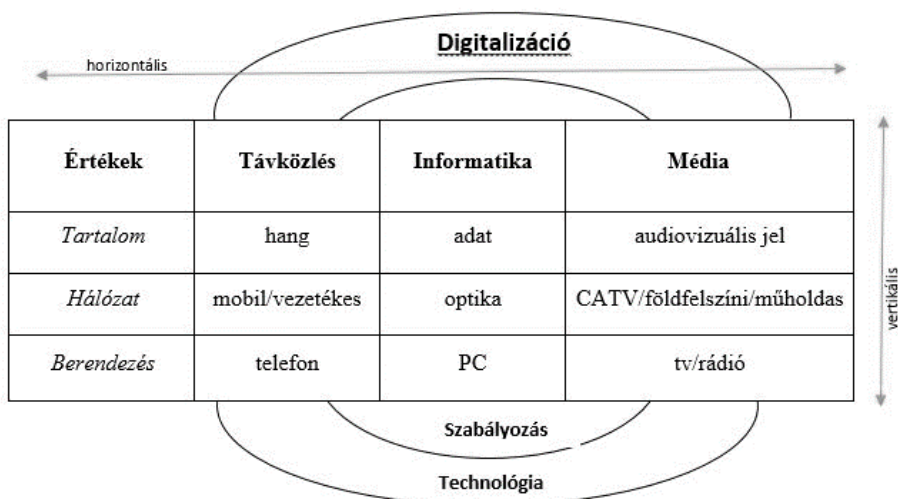 Digitalizáció
horizontális
Értékek Távközlés Informatika Média
Tartalom hang adat audiovizuális jel
Hálózat mobil/vezetékes optika CATV/földfelszíni/műholdas
Berendezés telefon PC tv/rádió
vertikális
Szabályozás
Technológia